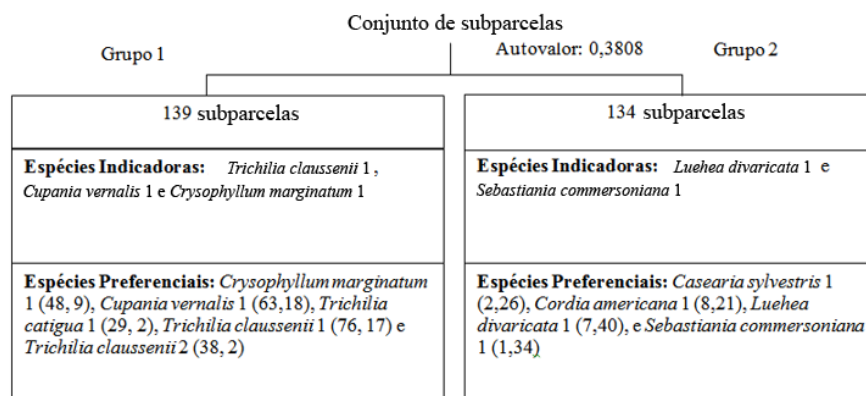 Conjunto de subparcelas
Grupo 1 Autovalor: 0,3808 Grupo 2
139 subparcelas
Espécies Indicadoras: Trichilia claussenii 1 ,
Cupania vernalis 1 e Crysophyllum marginatum 1
Espécies Preferenciais: Crysophyllum marginatum
1 (48, 9), Cupania vernalis 1 (63,18), Trichilia
catigua 1 (29, 2), Trichilia claussenii 1 (76, 17) e
Trichilia claussenii 2 (38, 2)
134 subparcelas
Espécies Indicadoras: Luehea divaricata 1 e
Sebastiania commersoniana 1
Espécies Preferenciais: Casearia sylvestris 1
(2,26), Cordia americana 1 (8,21), Luehea
divaricata 1 (7,40), e Sebastiania commersoniana
1 (1,34)